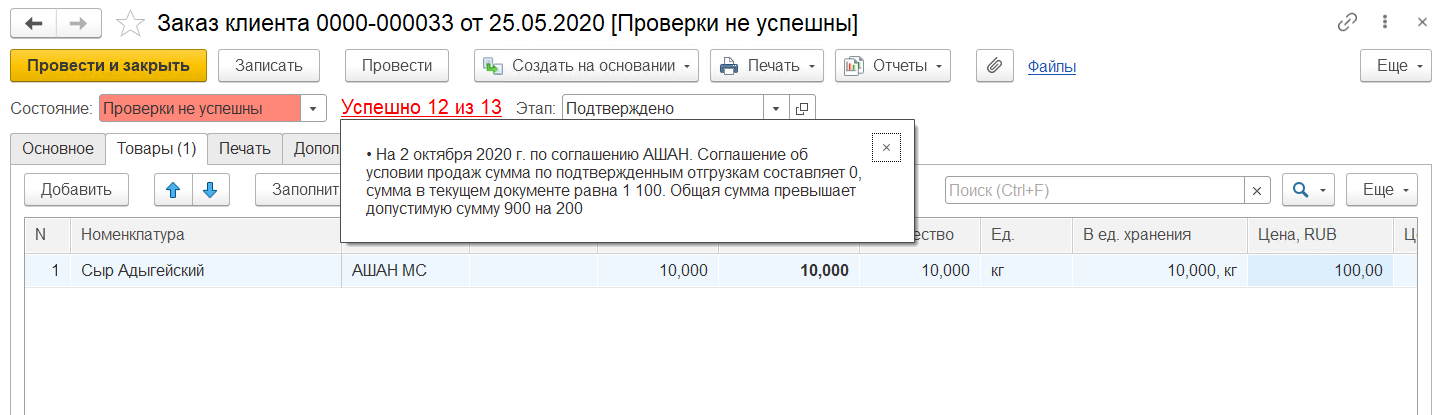 Заказ клиента 0000-000033 от 25.05.2020 [Проверки не успешны]
Провести и закрыть Записать Провести Создать на основании Печать Отчеты Файлы Еще
Состояние: Проверки не успешны Успешно 12 из 13 Этап: Подтверждено
Основное Товары (1) Печать Допол
• На 2 октября 2020 г. по соглашению АШАН. Соглашение об
условии продаж сумма по подтвержденным отгрузкам составляет 0,
сумма в текущем документе равна 1 100. Общая сумма превышает
допустимую сумму 900 на 200
Добавить Заполнит Поиск (Ctrl+F) × Еще
N Номенклатура ество Ед. В ед. хранения Цена, RUB Це
1 Сыр Адыгейский АШАН МС 10,000 10,000 10,000 кг 10,000, кг 100,00